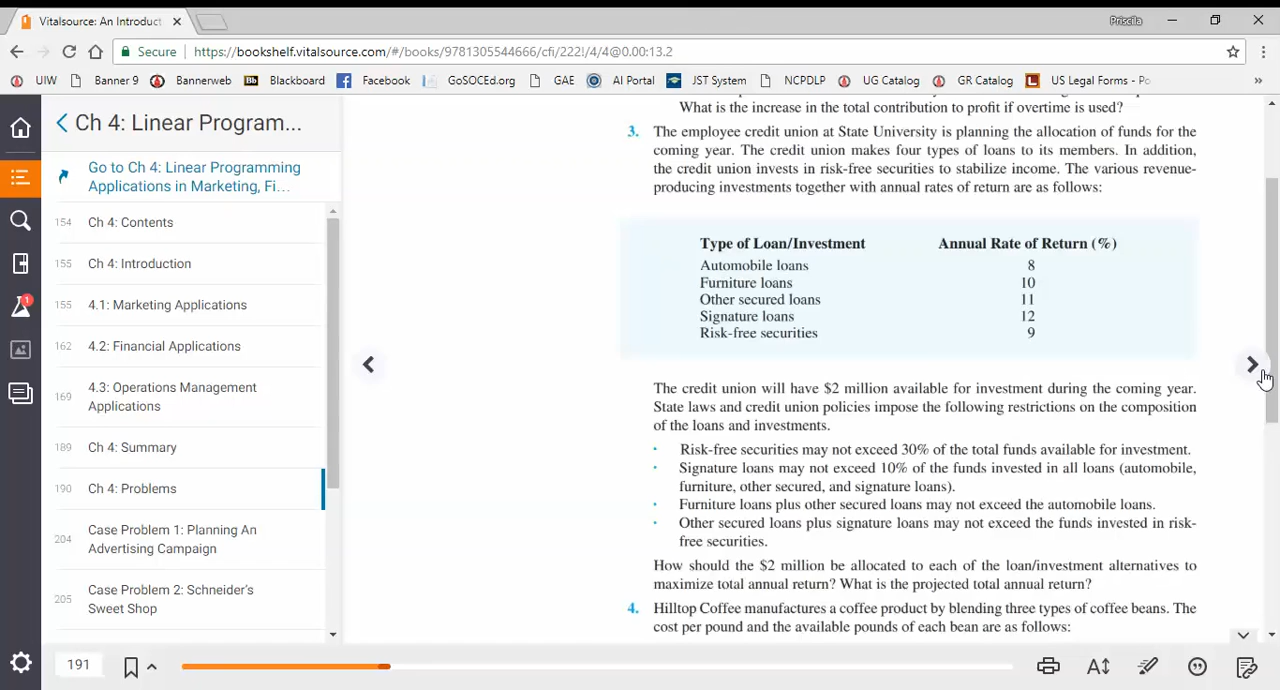 Vitalsource: An Introduct
Priscila
Secure
https://bookshelf.vitalsource.com/#/books/9781305544666/cfi/222!/4/4@0.00:13.2
UIW Banner 9 Bannerweb Bb Blackboard Facebook GoSOCEd.org GAE AI Portal JST System NCPDLP UG Catalog GR Catalog L US Legal Forms - Po »
Ch 4: Linear Program...
Go to Ch 4: Linear Programming
Applications in Marketing, Fi...
154 Ch 4: Contents
155 Ch 4: Introduction
155 4.1: Marketing Applications
162 4.2: Financial Applications
169 4.3: Operations Management
Applications
189 Ch 4: Summary
190 Ch 4: Problems
204 Case Problem 1: Planning An
Advertising Campaign
205 Case Problem 2: Schneider's
Sweet Shop
1
What is the increase in the total contribution to profit if overtime is used?
3. The employee credit union at State University is planning the allocation of funds for the
coming year. The credit union makes four types of loans to its members. In addition,
the credit union invests in risk-free securities to stabilize income. The various revenue-
producing investments together with annual rates of return are as follows:
Type of Loan/Investment Annual Rate of Return (%)
Automobile loans 8
Furniture loans 10
Other secured loans 11
Signature loans 12
Risk-free securities 9
The credit union will have $2 million available for investment during the coming year.
State laws and credit union policies impose the following restrictions on the composition
of the loans and investments.
· Risk-free securities may not exceed 30% of the total funds available for investment.
· Signature loans may not exceed 10% of the funds invested in all loans (automobile,
furniture, other secured, and signature loans).
· Furniture loans plus other secured loans may not exceed the automobile loans.
· Other secured loans plus signature loans may not exceed the funds invested in risk-
free securities.
How should the $2 million be allocated to each of the loan/investment alternatives to
maximize total annual return? What is the projected total annual return?
4. Hilltop Coffee manufactures a coffee product by blending three types of coffee beans. The
cost per pound and the available pounds of each bean are as follows:
191